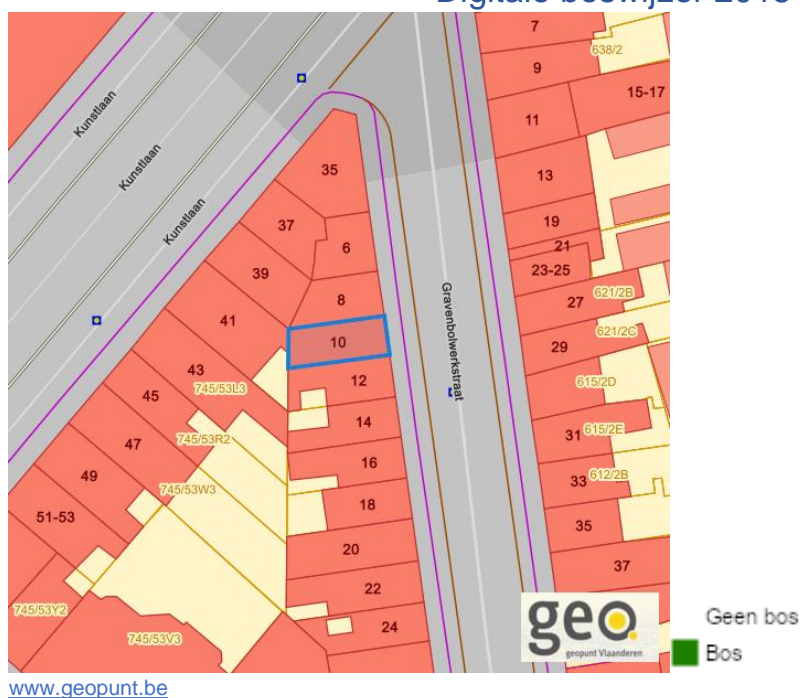 Digitale boswijzer 2015
7
638/2
9
15-17
11
13
Kunstlaan
Kunstlaan
Kunstlaan
35
37
6
19
21
39
23-25
8
27
621/2B
41
10
Gravenbolwerkstraat
29
621/2C
43
745/53L3
12
615/2D
45
14
47
745/53R2
31
615/2E
49
745/53W3
16
33
612/2B
51-53
18
35
20
37
22
745/53Y2
745/53V3
24
geo
geopunt Vlaanderen
Geen bos
Bos
www.geopunt.be